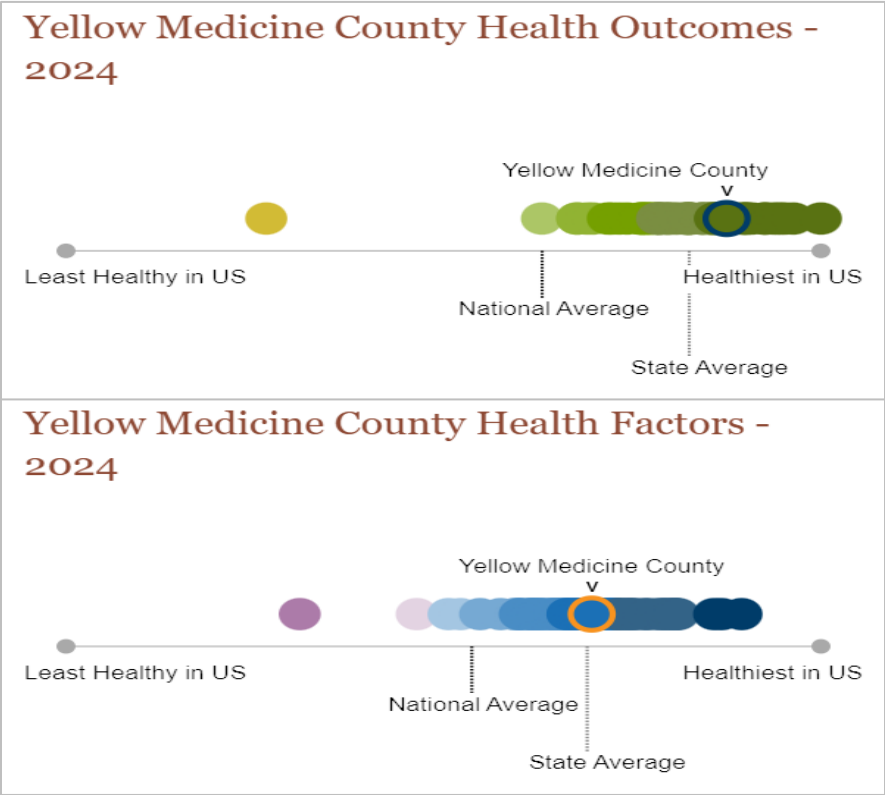 Yellow Medicine County Health Outcomes -
2024
Yellow Medicine County
v
Least Healthy in US
Healthiest in US
National Average
State Average
Yellow Medicine County Health Factors -
2024
Yellow Medicine County
v
Least Healthy in US
Healthiest in US
National Average
State Average